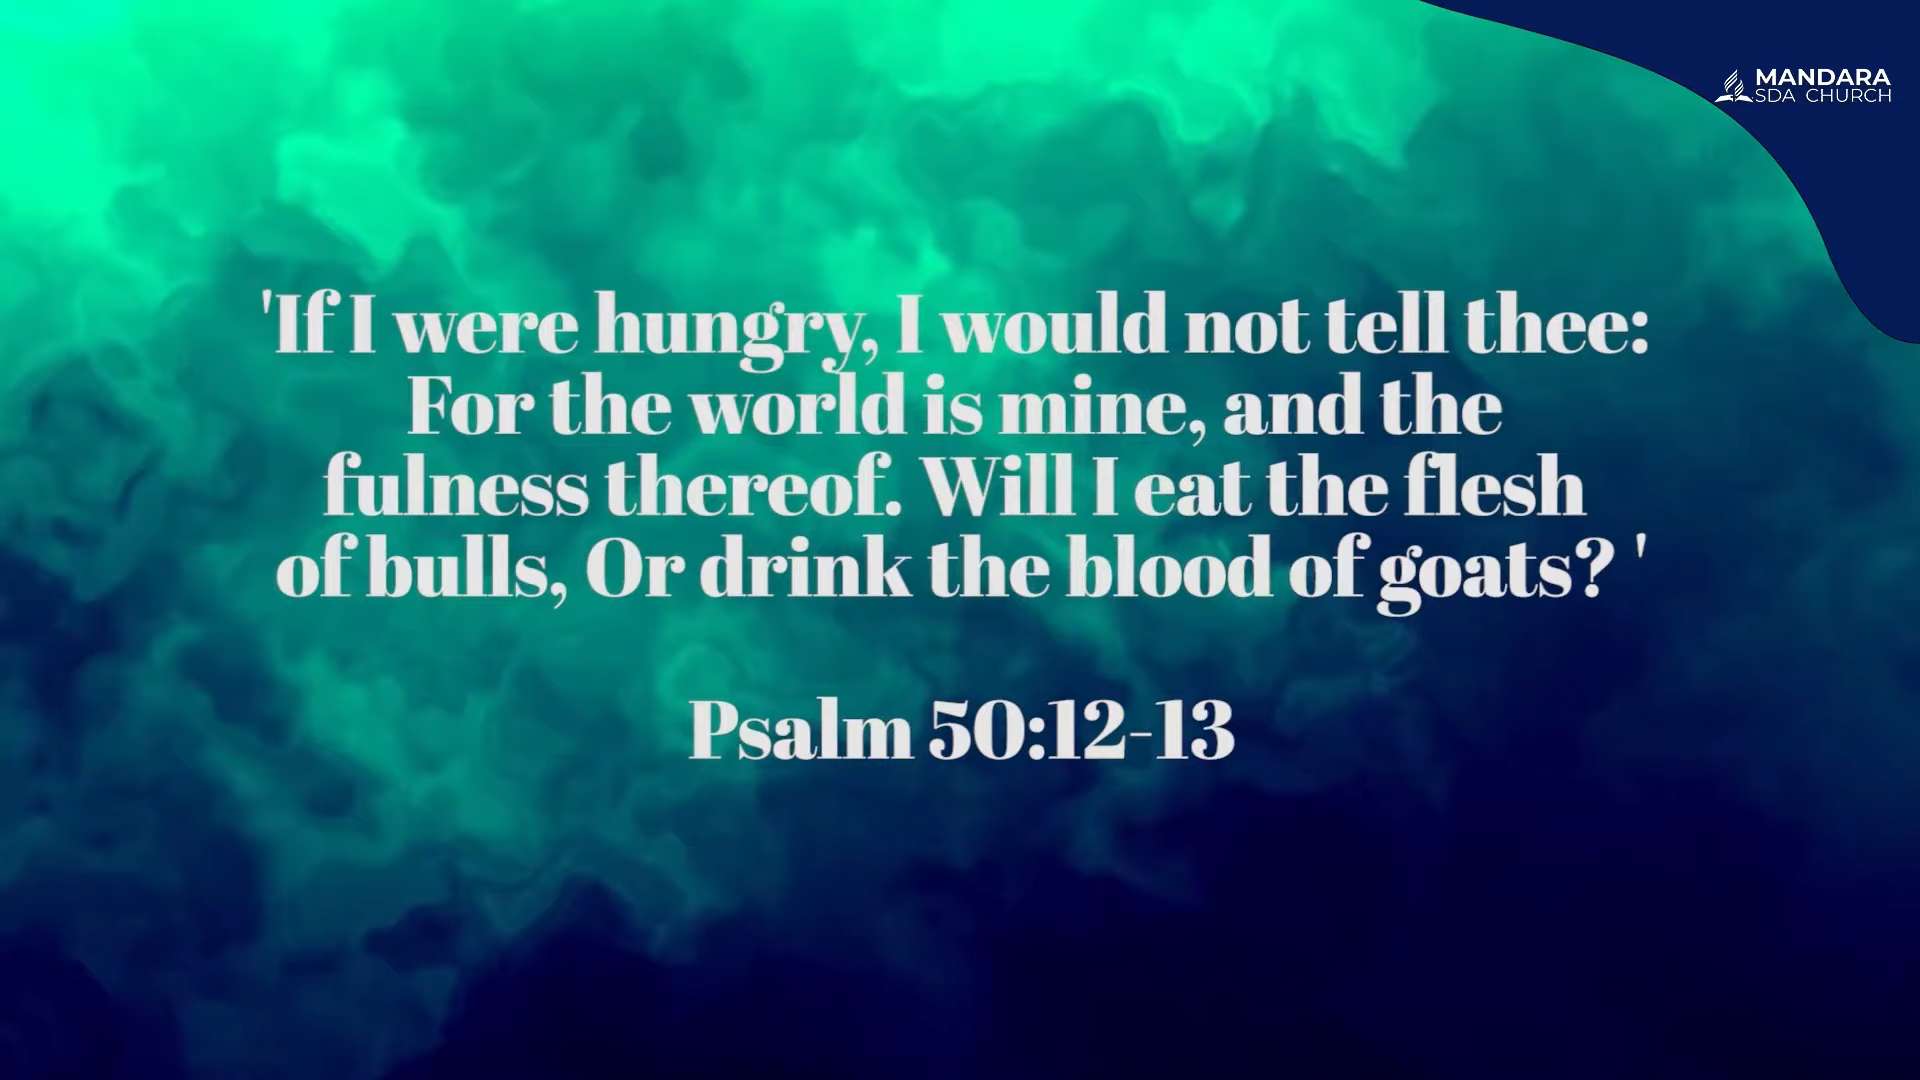 MANDARA
SDA CHURCH
'If I were hungry, I would not tell thee:
For the world is mine, and the
fulness thereof. Will I eat the flesh
of bulls, Or drink the blood of goats? '
Psalm 50:12-13